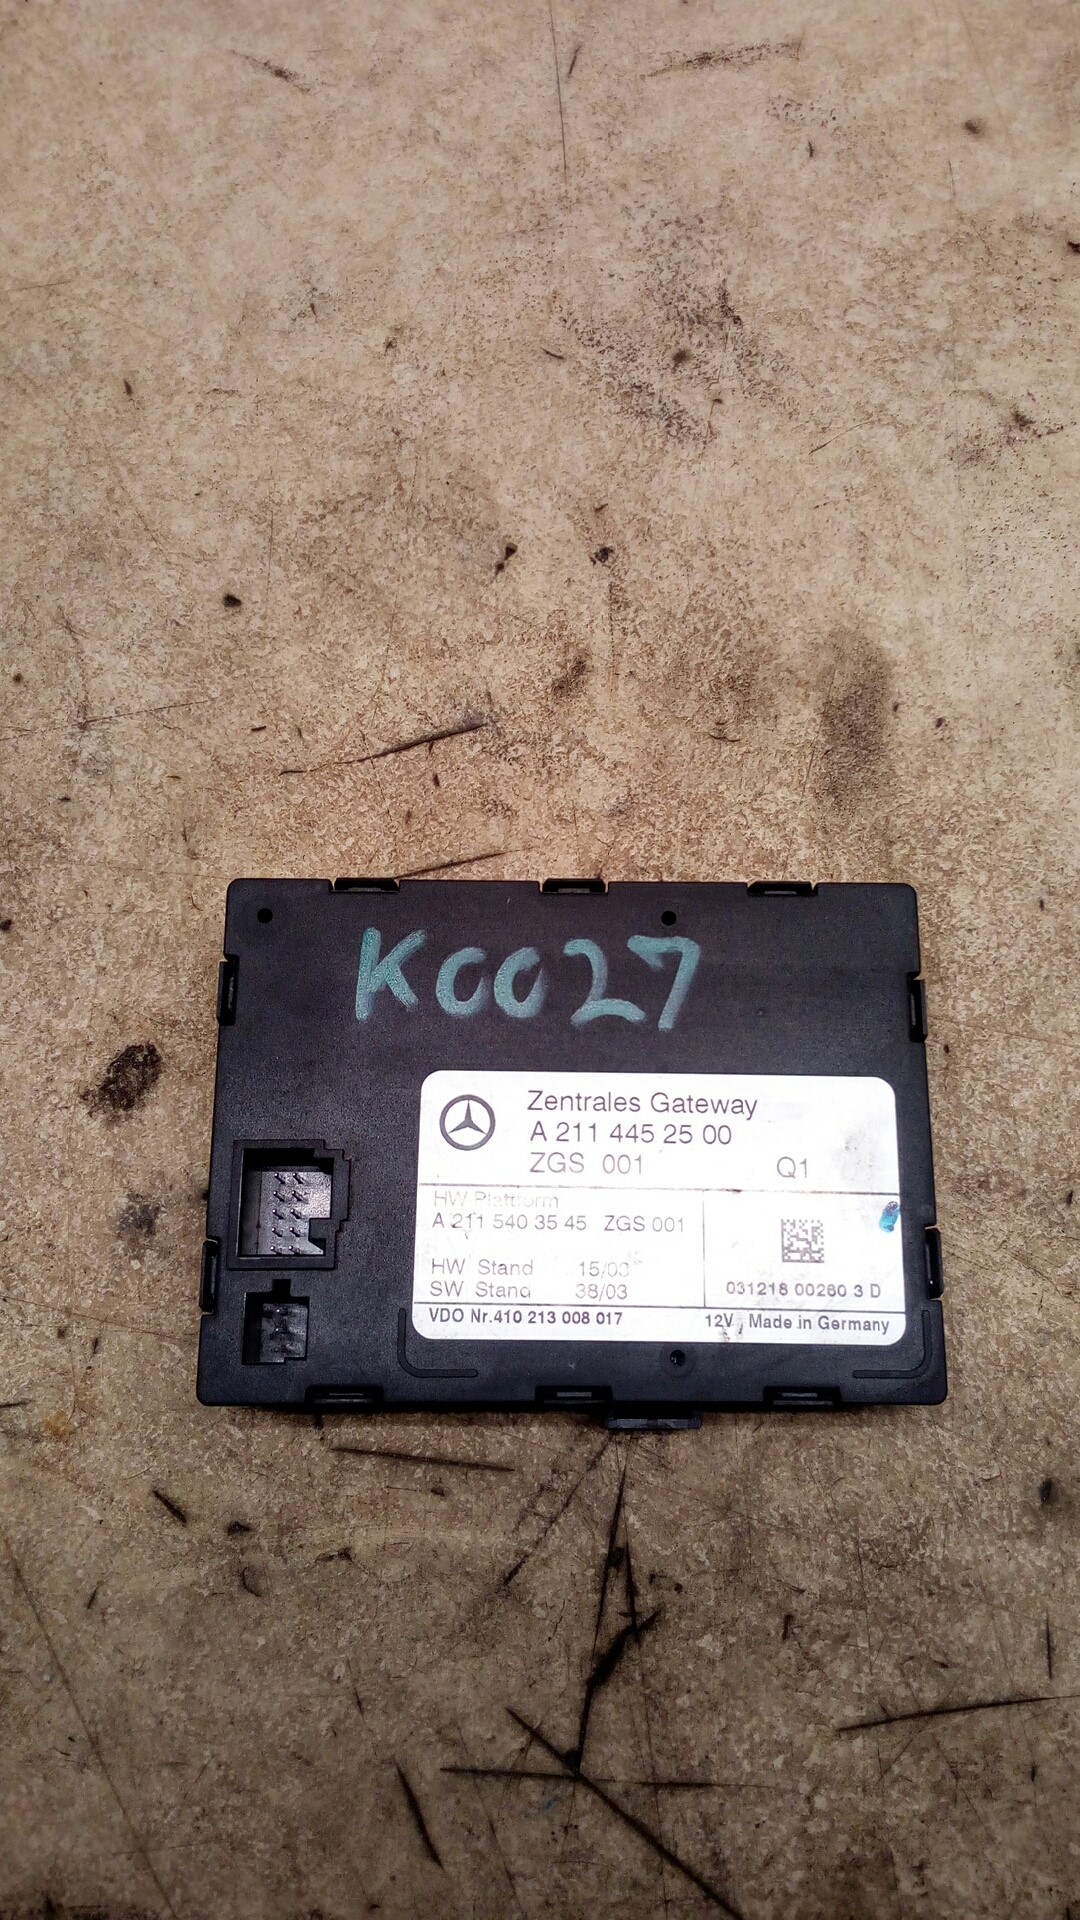 K0027
Zentrales Gateway
A 211 445 25 00
ZGS 001 Q1
HW Plattform
A 211 540 35 45 ZGS 001
HW Stand 15/03
SW Stand 38/03
031218 00260 3 D
VDO Nr.410 213 008 017 12V Made in Germany